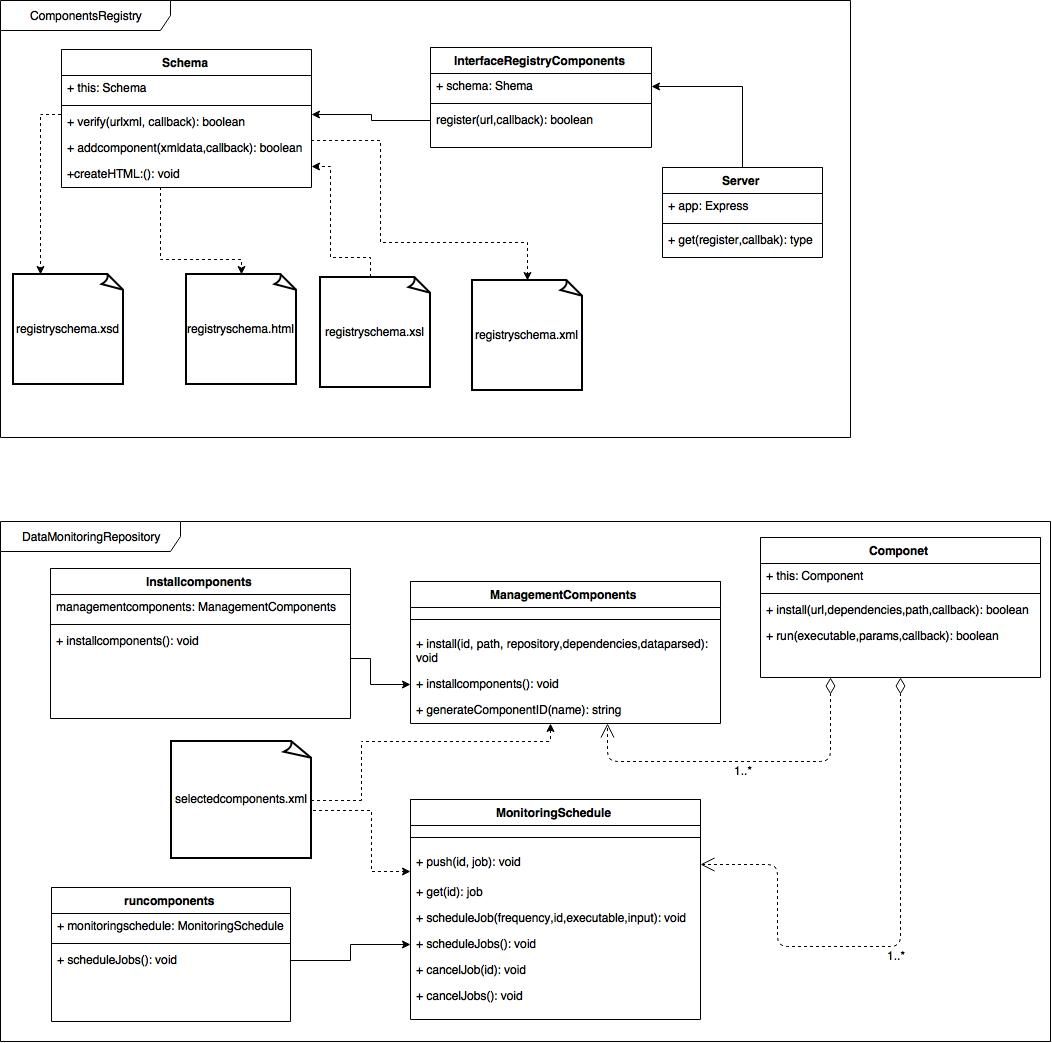 ComponentsRegistry
Schema
+ this: Schema
+ verify(urlxml, callback): boolean
+ addcomponent(xmldata,callback): boolean
+createHTML:(): void
InterfaceRegistryComponents
+ schema: Shema
register(url,callback): boolean
Server
+ app: Express
+ get(register,callbak): type
registryschema.xsd
registryschema.html
registryschema.xsl
registryschema.xml
DataMonitoringRepository
Installcomponents
managementcomponents: ManagementComponents
+ installcomponents(): void
ManagementComponents
+ install(id, path, repository,dependencies,dataparsed):
void
+ installcomponents(): void
+ generateComponentID(name): string
Componet
+ this: Component
+ install(url,dependencies,path,callback): boolean
+ run(executable,params,callback): boolean
1..*
selectedcomponents.xml
MonitoringSchedule
+ push(id, job): void
+ get(id): job
+ scheduleJob(frequency,id,executable,input): void
+ scheduleJobs(): void
+ cancelJob(id): void
+ cancelJobs(): void
1..*
runcomponents
+ monitoringschedule: MonitoringSchedule
+ scheduleJobs(): void